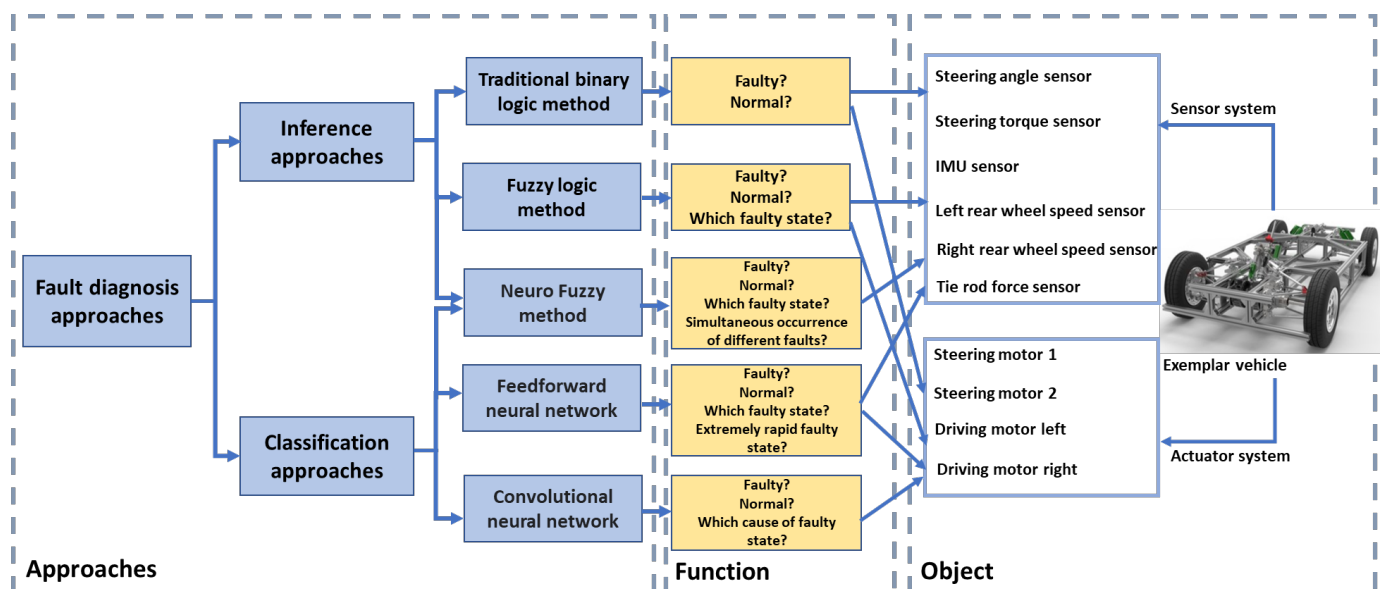 Fault diagnosis
approaches
Inference
approaches
Classification
approaches
Traditional binary
logic method
Fuzzy logic
method
Neuro Fuzzy
method
Feedforward
neural network
Convolutional
neural network
Approaches
Faulty?
Normal?
Faulty?
Normal?
Which faulty state?
Faulty?
Normal?
Which faulty state?
Simultaneous occurrence
of different faults?
Faulty?
Normal?
Which faulty state?
Extremely rapid faulty
state?
Faulty?
Normal?
Which cause of faulty
state?
Function
Steering angle sensor
Steering torque sensor
IMU sensor
Left rear wheel speed sensor
Right rear wheel speed sensor
Tie rod force sensor
Steering motor 1
Steering motor 2
Driving motor left
Driving motor right
Sensor system
Exemplar vehicle
Actuator system
Object